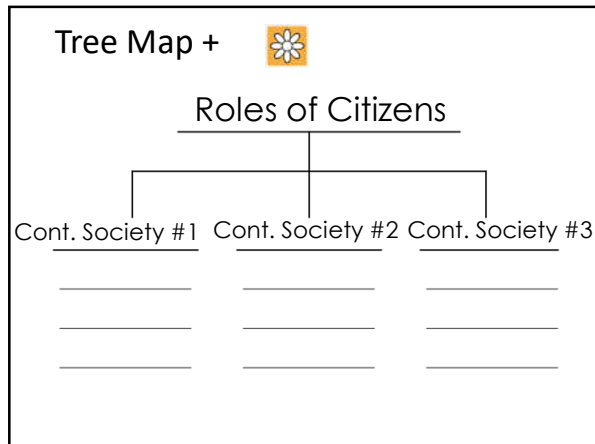 Tree Map +
Roles of Citizens
Cont. Society #1 Cont. Society #2 Cont. Society #3